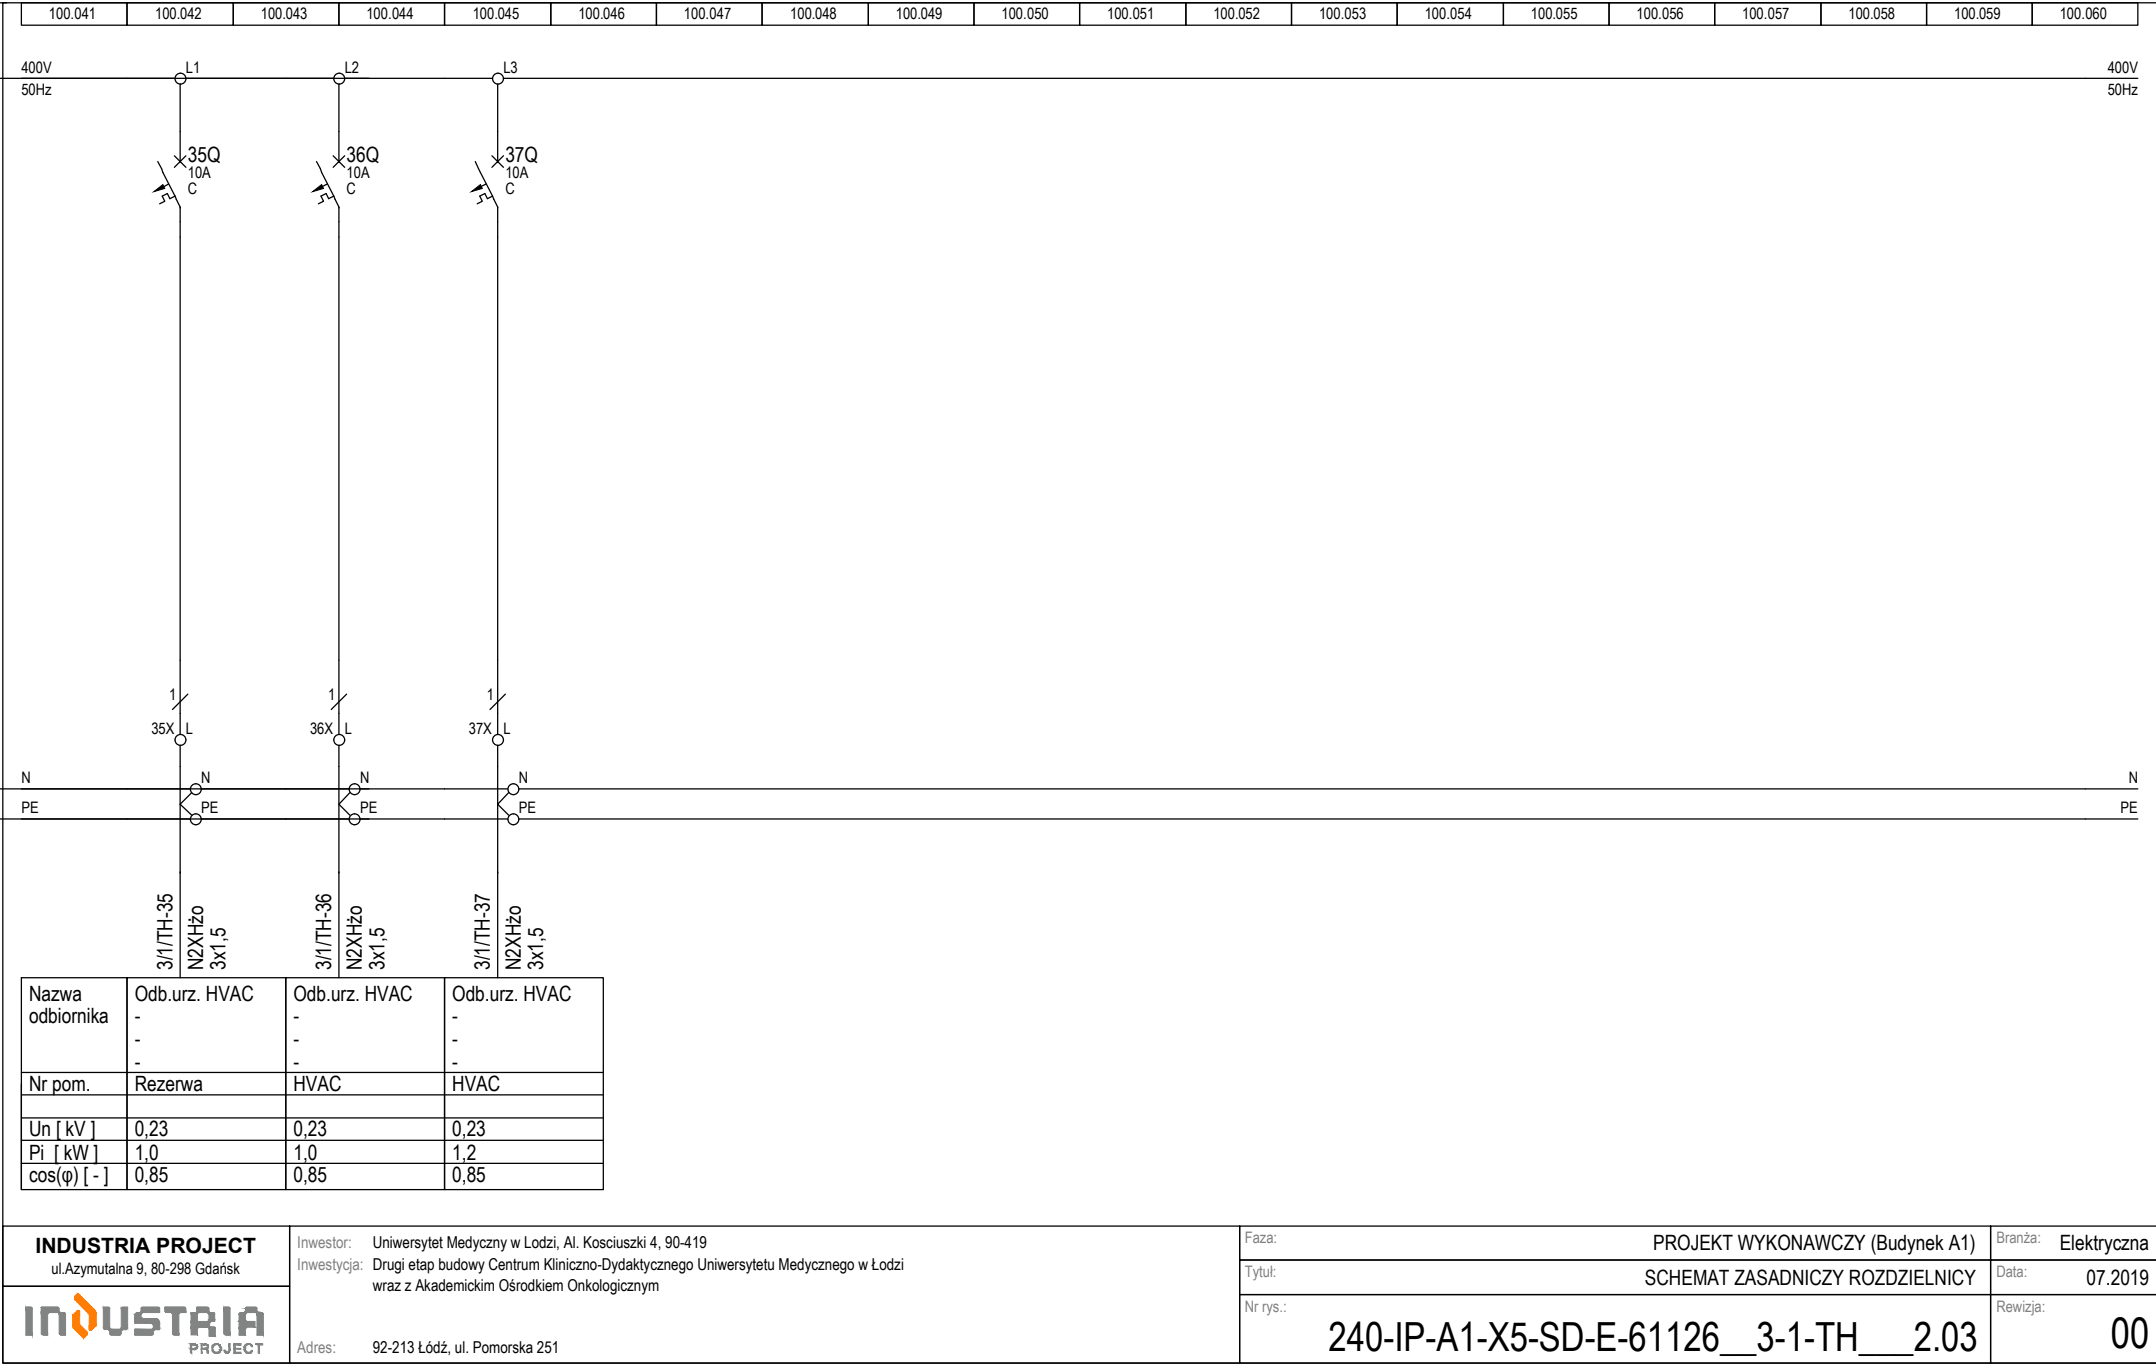 100.041 100.042 100.043 100.044 100.045 100.046 100.047 100.048 100.049 100.050 100.051 100.052 100.053 100.054 100.055 100.056 100.057 100.058 100.059 100.060
400V L1 L2 L3 400V
50Hz 50Hz
35Q 36Q 37Q
10A 10A 10A
C C C
1 1 1
35X L 36X L 37X L
N N N N N
PE PE PE PE PE
3/1/TH-35
N2XHżo
3x1,5
3/1/TH-36
N2XHżo
3x1,5
3/1/TH-37
N2XHżo
3x1,5
Nazwa Odb.urz. HVAC Odb.urz. HVAC Odb.urz. HVAC
odbiornika - - -
- - -
- - -
Nr pom. Rezerwa HVAC HVAC
Un [ kV ] 0,23 0,23 0,23
Pi [ kW ] 1,0 1,0 1,2
cos(φ) [ - ] 0,85 0,85 0,85
INDUSTRIA PROJECT
ul.Azymutalna 9, 80-298 Gdańsk
INDUSTRIA
PROJECT
Inwestor: Uniwersytet Medyczny w Lodzi, Al. Kosciuszki 4, 90-419
Inwestycja: Drugi etap budowy Centrum Kliniczno-Dydaktycznego Uniwersytetu Medycznego w Łodzi
wraz z Akademickim Ośrodkiem Onkologicznym
Adres: 92-213 Łódź, ul. Pomorska 251
Faza: PROJEKT WYKONAWCZY (Budynek A1)
Branża: Elektryczna
Tytuł: SCHEMAT ZASADNICZY ROZDZIELNICY
Data: 07.2019
Nr rys.: 240-IP-A1-X5-SD-E-61126__3-1-TH___2.03
Rewizja: 00